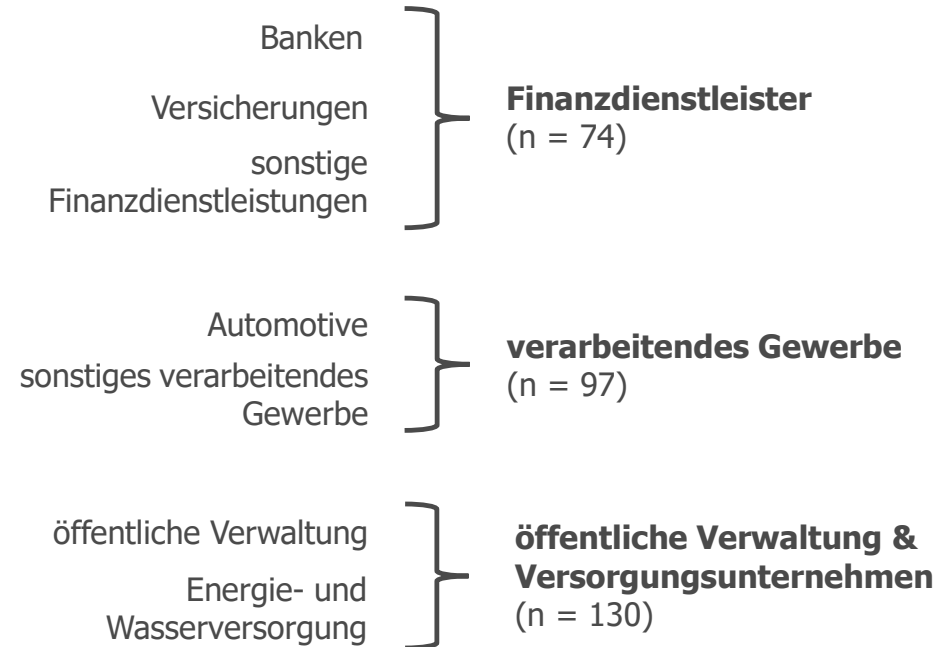 Banken
Versicherungen
sonstige
Finanzdienstleistungen
Finanzdienstleister
(n = 74)
Automotive
sonstiges verarbeitendes
Gewerbe
verarbeitendes Gewerbe
(n = 97)
öffentliche Verwaltung
Energie- und
Wasserversorgung
öffentliche Verwaltung &
Versorgungsunternehmen
(n = 130)